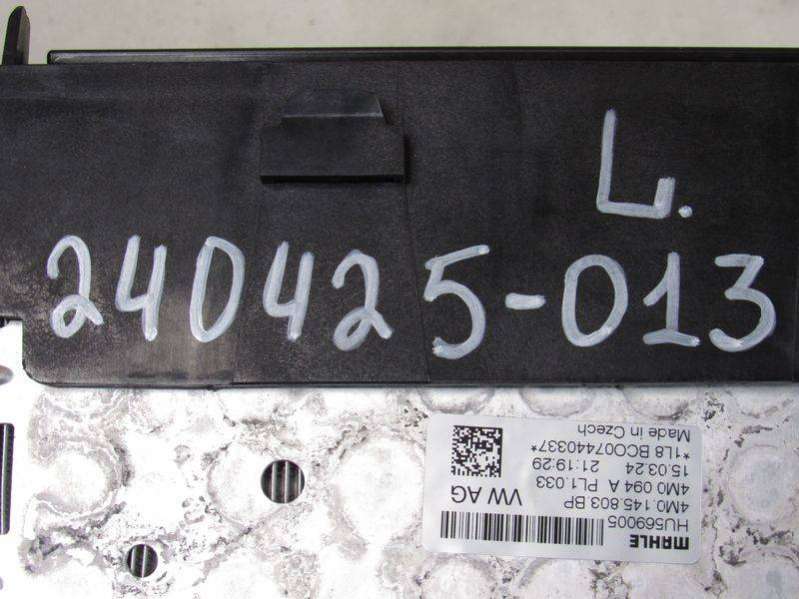 L.
240425-013
MAHLE
HU569005
4M0.145.803.BP
4M0 094 A PL1.033
15.03.24 21:19:29
*1L8 BC007440337*
Made in Czech
VW AG